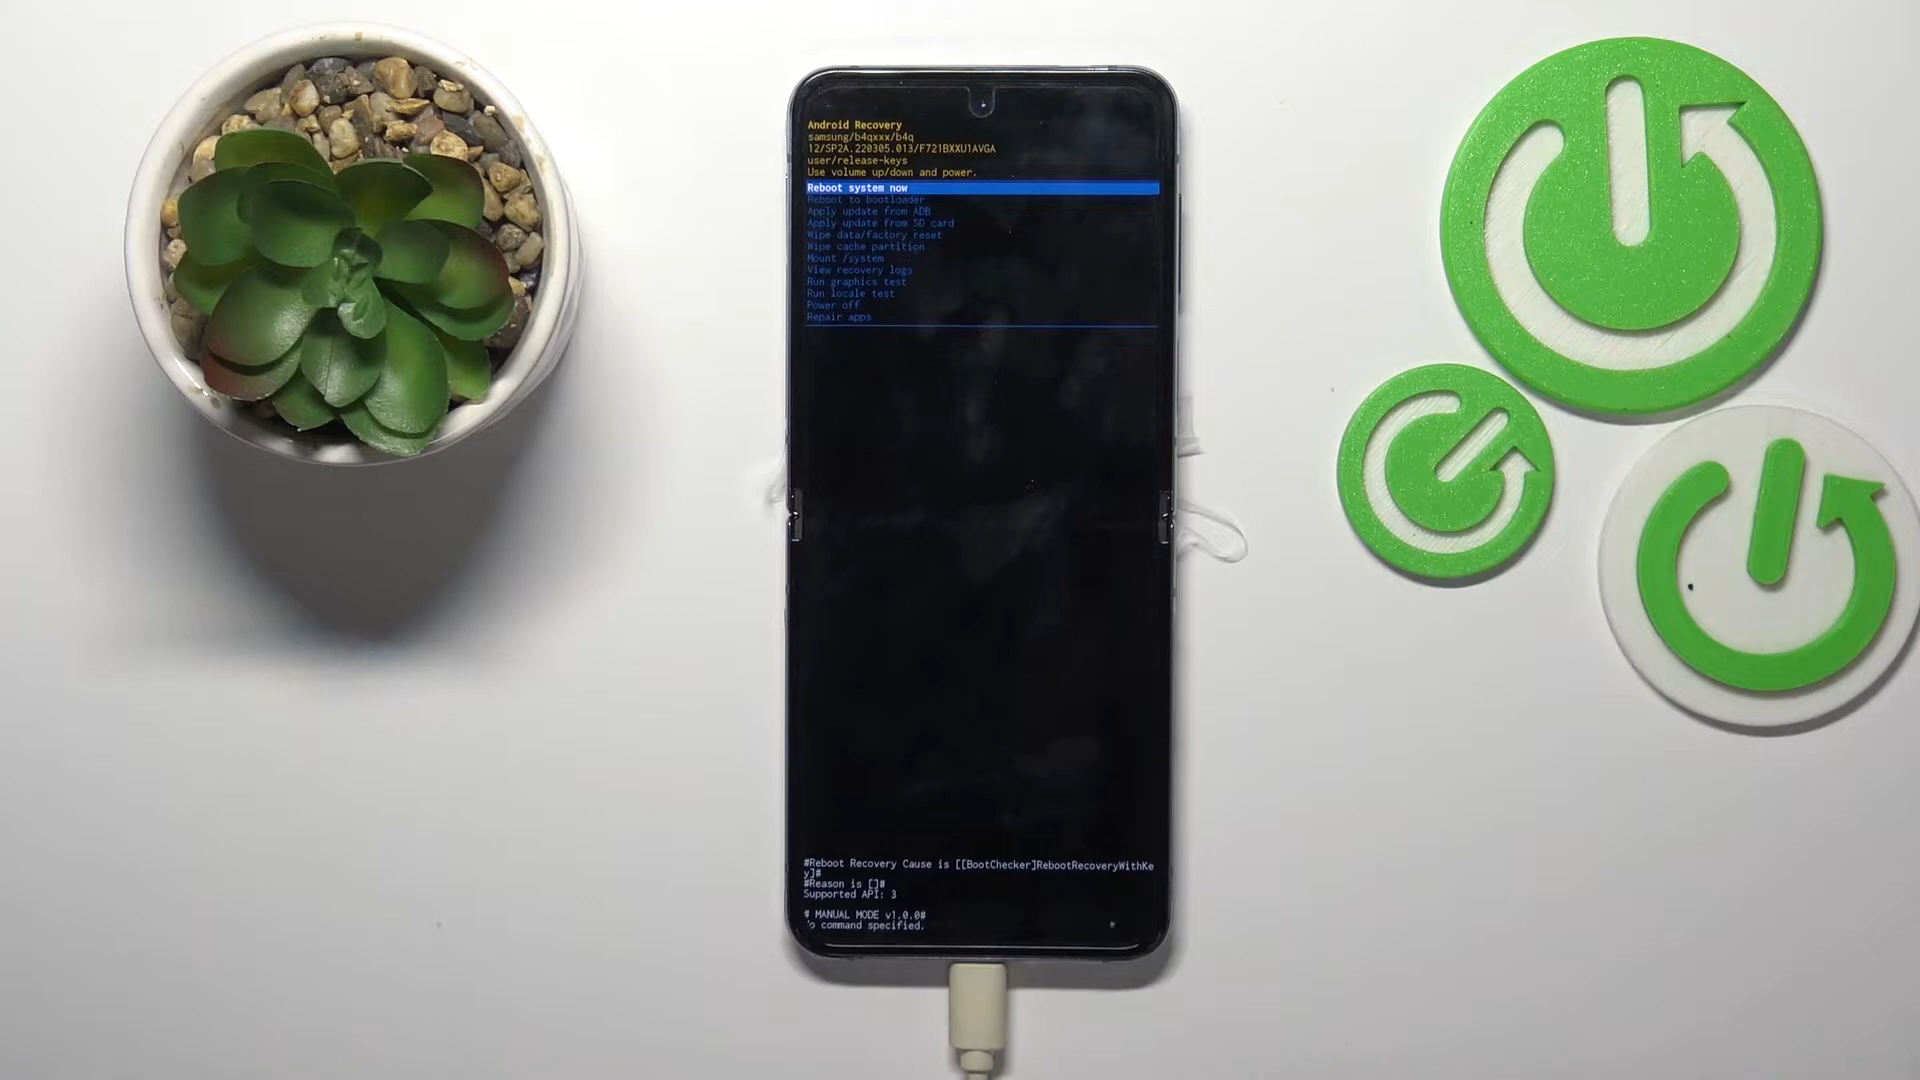 Android Recovery
samsung/b4qxxx/b4q
12/SP2A.220305.013/F721BXXU1AVGA
user/release-keys
Use volume up/down and power.
Reboot system now
Reboot to bootloader
Apply update from ADB
Apply update from SD card
Wipe data/factory reset
Wipe cache partition
Mount /system
View recovery logs
Run graphics test
Run locale test
Power off
Repair apps
#Reboot Recovery Cause is [[BootChecker]RebootRecoveryWithKe
y]#
#Reason is []#
Supported API: 3
# MANUAL MODE v1.0.0#
No command specified.